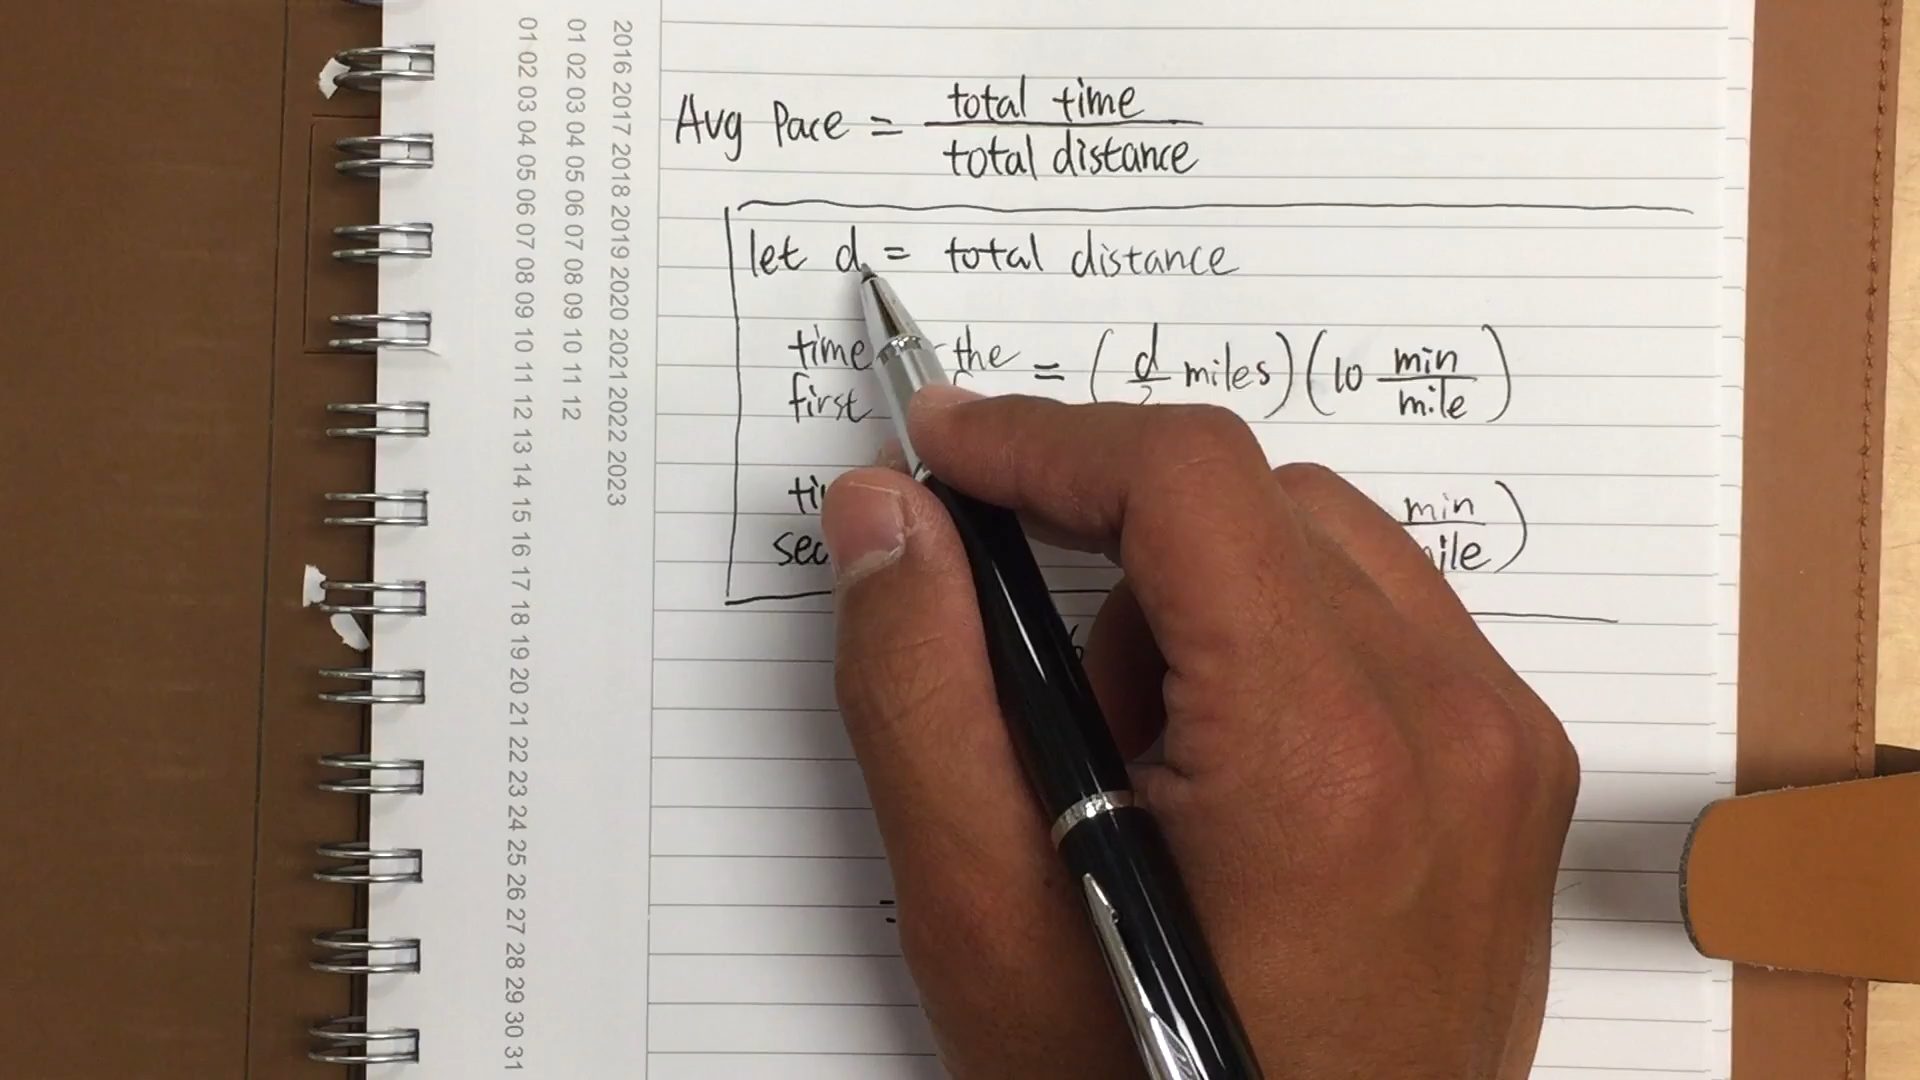 Avg Pace = total time
total distance
let d = total distance
time the = ( d miles ) ( 10 min
mile )
first
min
sec )
2016 2017 2018 2019 2020 2021 2022 2023
01 02 03 04 05 06 07 08 09 10 11 12
01 02 03 04 05 06 07 08 09 10 11 12 13 14 15 16 17 18 19 20 21 22 23 24 25 26 27 28 29 30 31